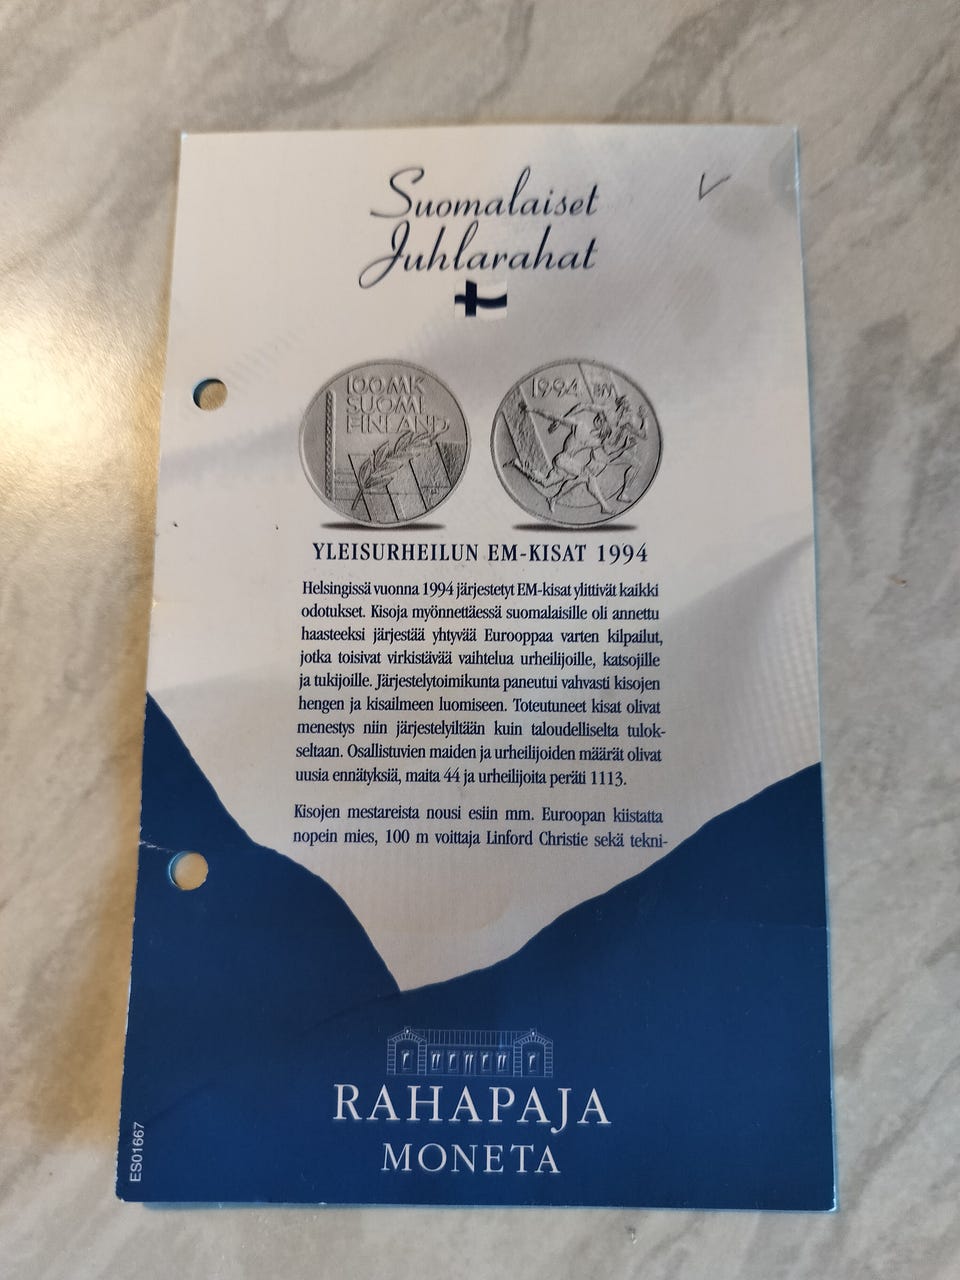 Suomalaiset
Juhlarahat
100 MK
SUOMI
FINLAND
1994 EM
YLEISURHEILUN EM-KISAT 1994
Helsingissä vuonna 1994 järjestetyt EM-kisat ylittivät kaikki
odotukset. Kisoja myönnettäessä suomalaisille oli annettu
haasteeksi järjestää yhtyvää Eurooppaa varten kilpailut,
jotka toisivat virkistävää vaihtelua urheilijoille, katsojille
ja tukijoille. Järjestelytoimikunta paneutui vahvasti kisojen
hengen ja kisailmeen luomiseen. Toteutuneet kisat olivat
menestys niin järjestelyiltään kuin taloudelliselta tulok-
seltaan. Osallistuvien maiden ja urheilijoiden määrät olivat
uusia ennätyksiä, maita 44 ja urheilijoita peräti 1113.
Kisojen mestareista nousi esiin mm. Euroopan kiistatta
nopein mies, 100 m voittaja Linford Christie sekä tekni-
RAHAPAJA
MONETA
ES01667